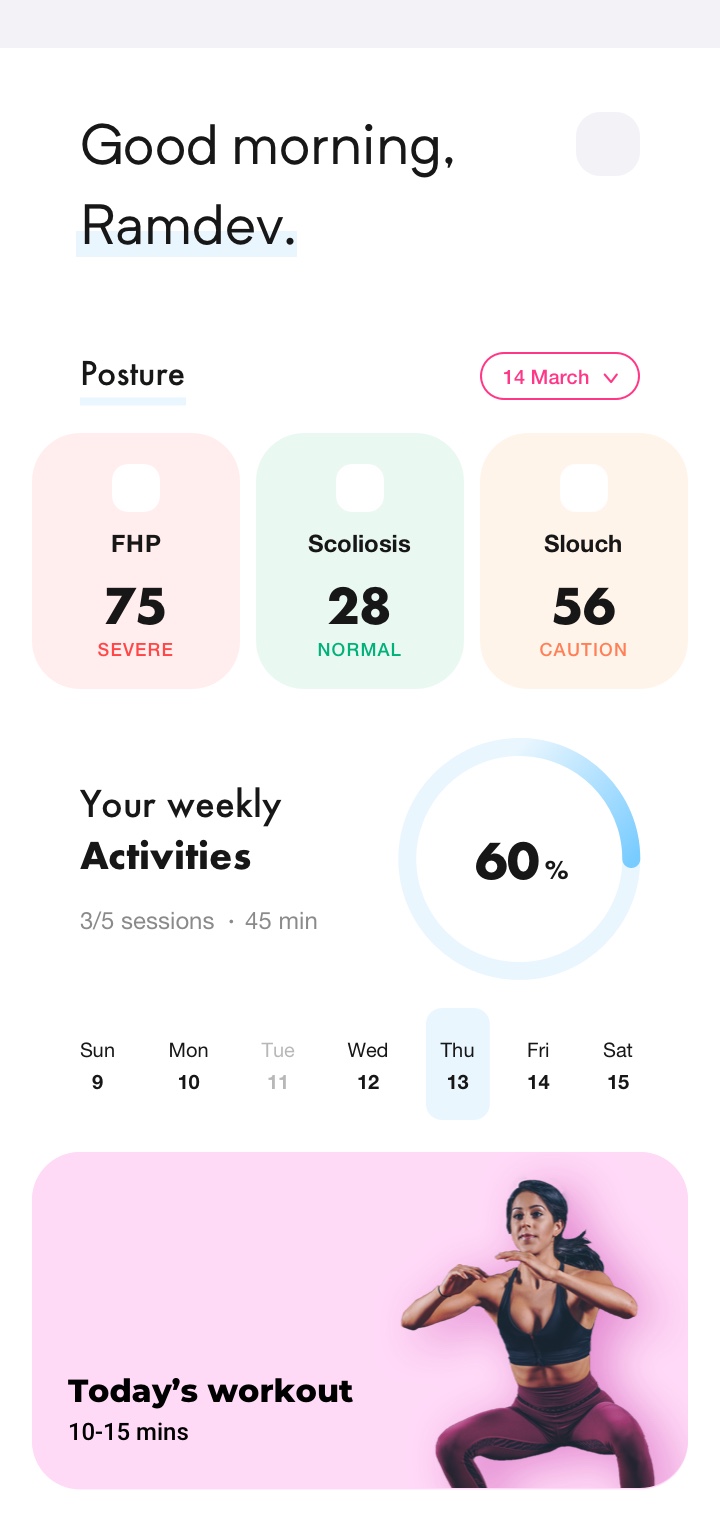 Good morning,
Ramdev.
Posture
14 March
FHP
75
SEVERE
Scoliosis
28
NORMAL
Slouch
56
CAUTION
Your weekly
Activities
3/5 sessions · 45 min
60 %
Sun Mon Tue Wed Thu Fri Sat
9 10 11 12 13 14 15
Today’s workout
10-15 mins